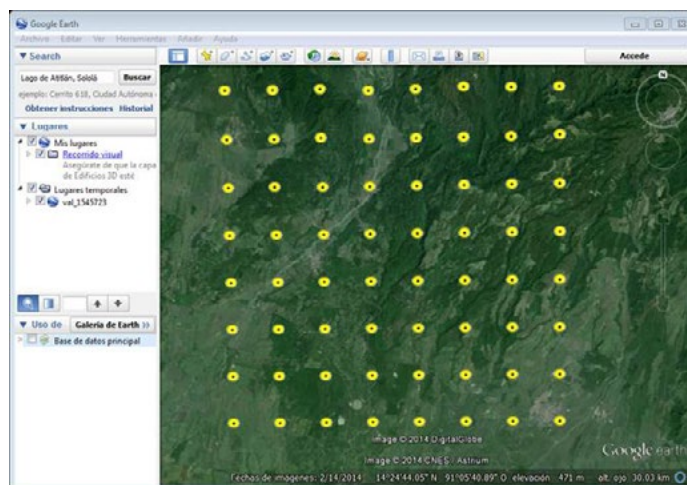 Google Earth
Archivo Editar Ver Herramientas Añadir Ayuda
▼ Search
Lago de Atitlán, Sololá
Buscar
ejemplo: Cerrito 618, Ciudad Autónoma
Obtener instrucciones Historial
▼ Lugares
Mis lugares
Recorrido visual
Asegúrate de que la capa
de Edificios 3D esté
Lugares temporales
val_1545723
▼ Uso de
Galería de Earth >>
Base de datos principal
Accede
N
Image © 2014 DigitalGlobe
Image © 2014 CNES / Astrium
Google earth
Fechas de imágenes: 2/14/2014 14°24'44.05" N 91°05'40.89" O elevación 471 m alt. ojo 30.03 km